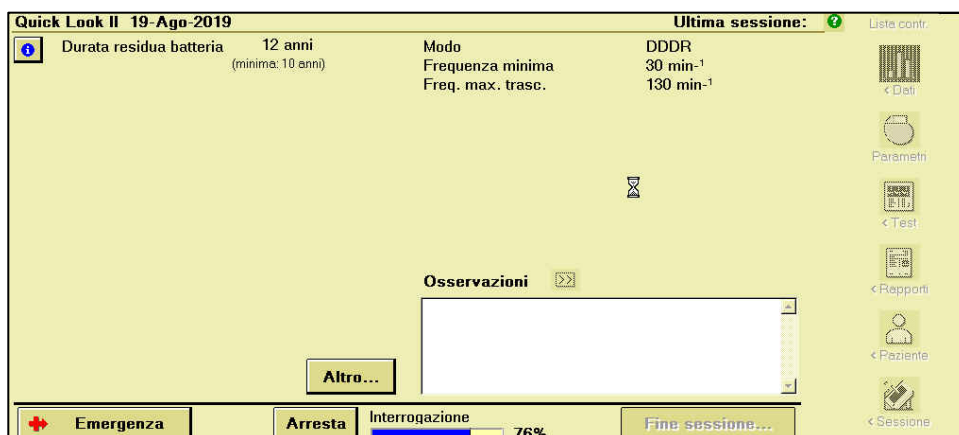 Quick Look II 19-Ago-2019 Ultima sessione:
Lista contr.
Durata residua batteria 12 anni
(minima: 10 anni)
Modo DDDR
Frequenza minima 30 min-¹
Freq. max. trasc. 130 min-¹
< Dati
Parametri
< Test
Osservazioni >>
< Rapporti
< Paziente
Altro...
Emergenza
Arresta
Interrogazione
76%
Fine sessione...
< Sessione